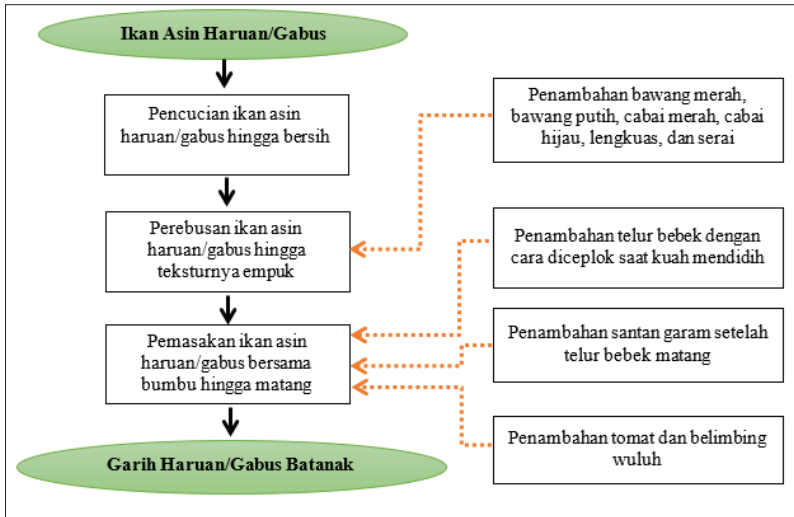 Ikan Asin Haruan/Gabus
Pencucian ikan asin
haruan/gabus hingga bersih
Penambahan bawang merah,
bawang putih, cabai merah, cabai
hijau, lengkuas, dan serai
Perebusan ikan asin
haruan/gabus hingga
teksturnya empuk
Penambahan telur bebek dengan
cara diceplok saat kuah mendidih
Pemasakan ikan asin
haruan/gabus bersama
bumbu hingga matang
Penambahan santan garam setelah
telur bebek matang
Penambahan tomat dan belimbing
wuluh
Garih Haruan/Gabus Batanak